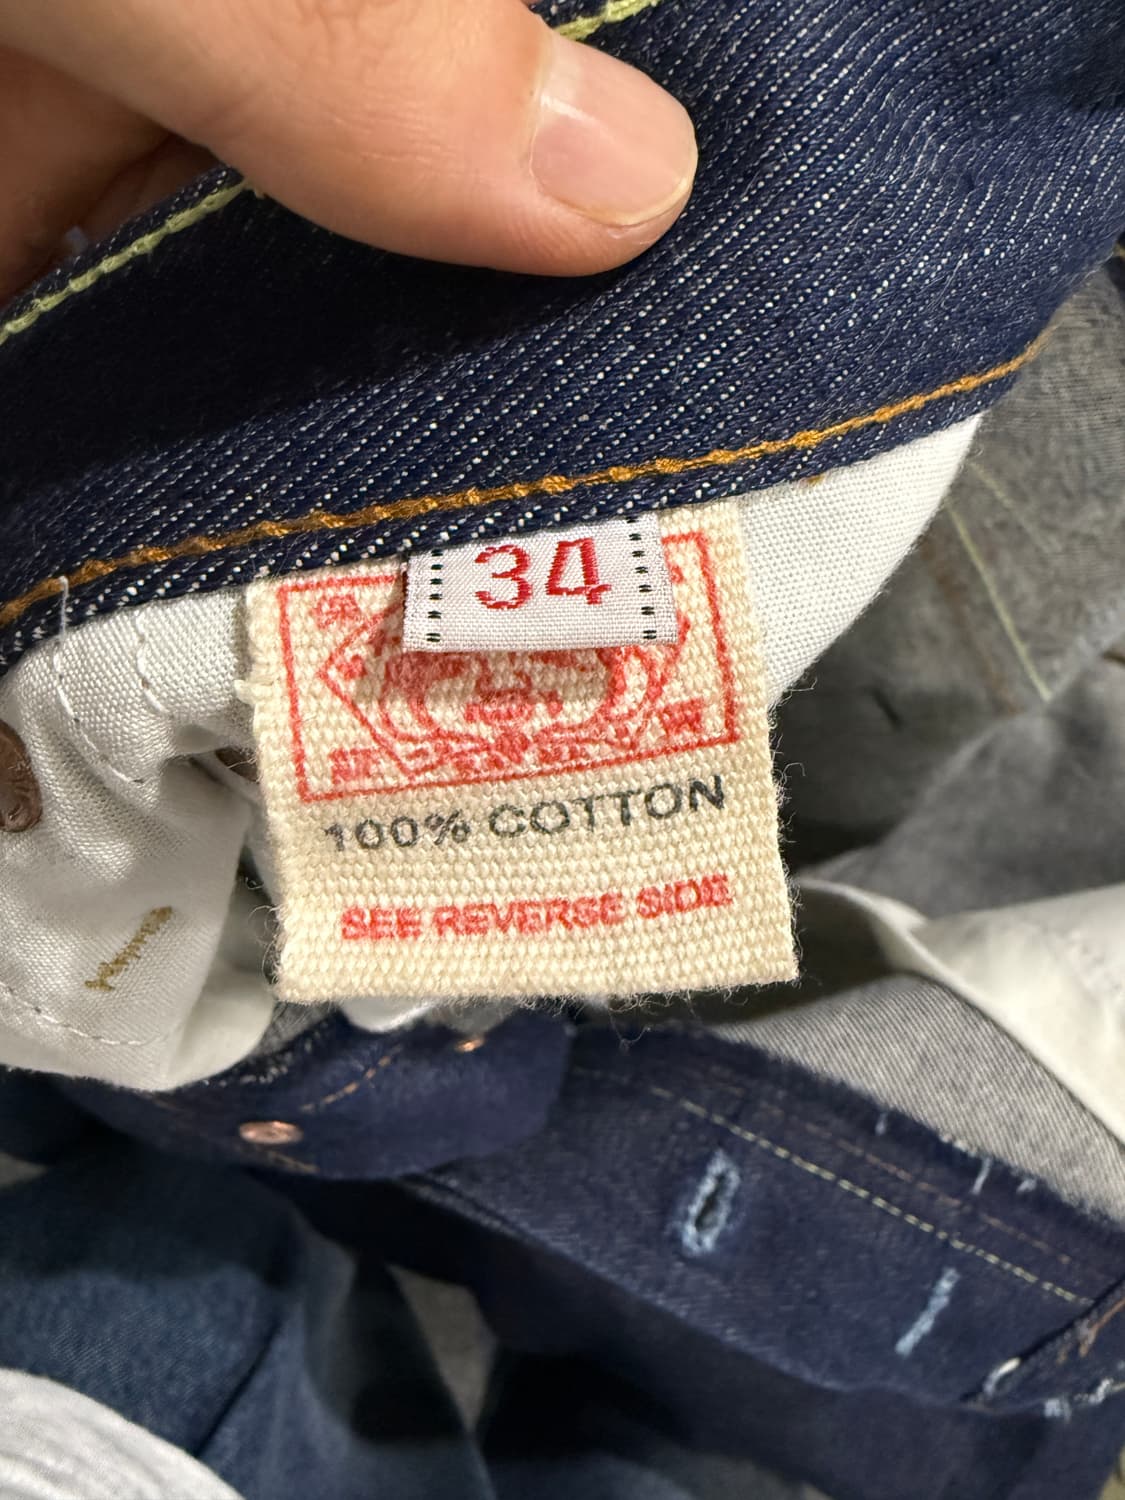 34
100% COTTON
SEE REVERSE SIDE